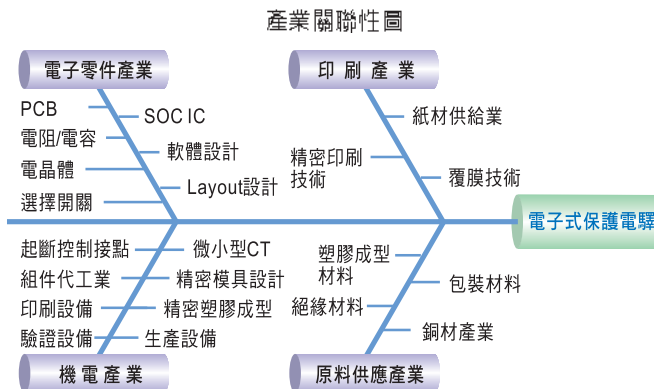 產業關聯性圖
電子零件產業
PCB
電阻/電容
電晶體
選擇開關
SOC IC
軟體設計
Layout設計
印刷產業
精密印刷
技術
紙材供給業
覆膜技術
電子式保護電驛
起斷控制接點
組件代工業
印刷設備
驗證設備
微小型CT
精密模具設計
精密塑膠成型
生產設備
機電產業
塑膠成型
材料
絕緣材料
包裝材料
銅材產業
原料供應產業